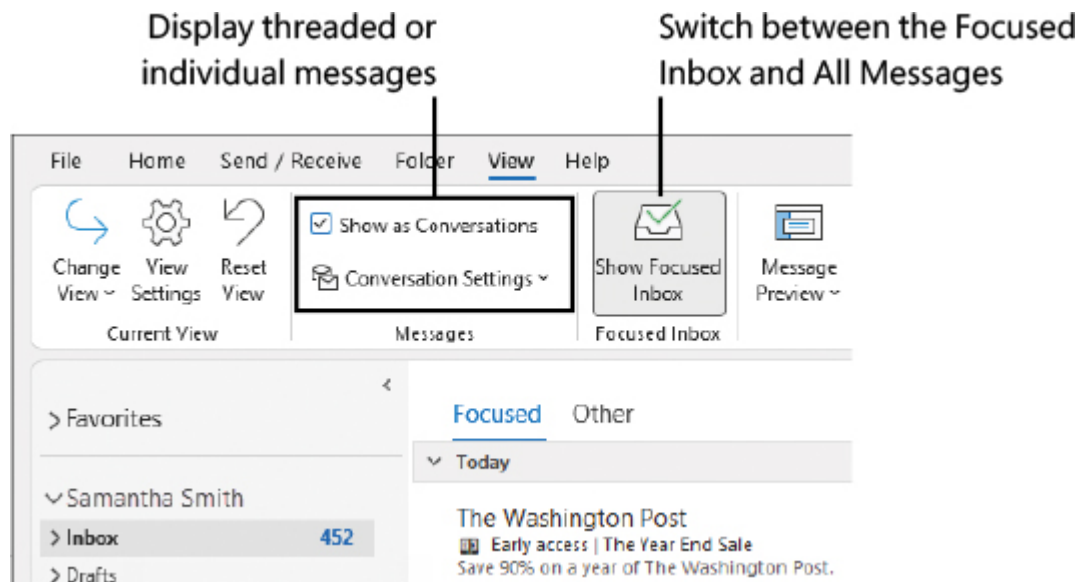 Display threaded or
individual messages
Switch between the Focused
Inbox and All Messages
File Home Send / Receive Folder View Help
Change
View
View
Settings
Reset
View
Current View
Show as Conversations
Conversation Settings
Messages
Show Focused
Inbox
Focused Inbox
Message
Preview
Favorites
Samantha Smith
Inbox 452
Drafts
Focused Other
Today
The Washington Post
Early access | The Year End Sale
Save 90% on a year of The Washington Post.